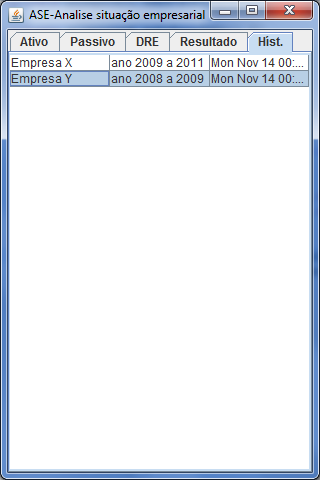 ASE-Analise situação empresarial
Ativo Passivo DRE Resultado Hist.
Empresa X ano 2009 a 2011 Mon Nov 14 00:...
Empresa Y ano 2008 a 2009 Mon Nov 14 00:...